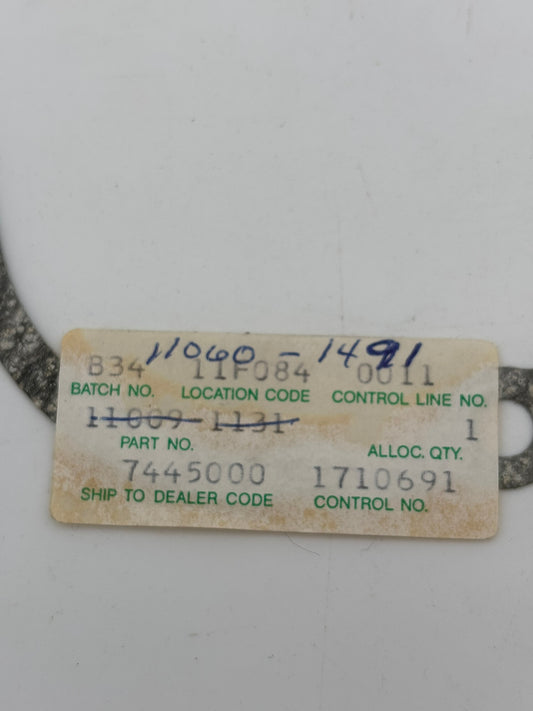 11060-1491
B34 11F084 0011
BATCH NO. LOCATION CODE CONTROL LINE NO.
11009-1131 1
PART NO. ALLOC. QTY.
7445000 1710691
SHIP TO DEALER CODE CONTROL NO.